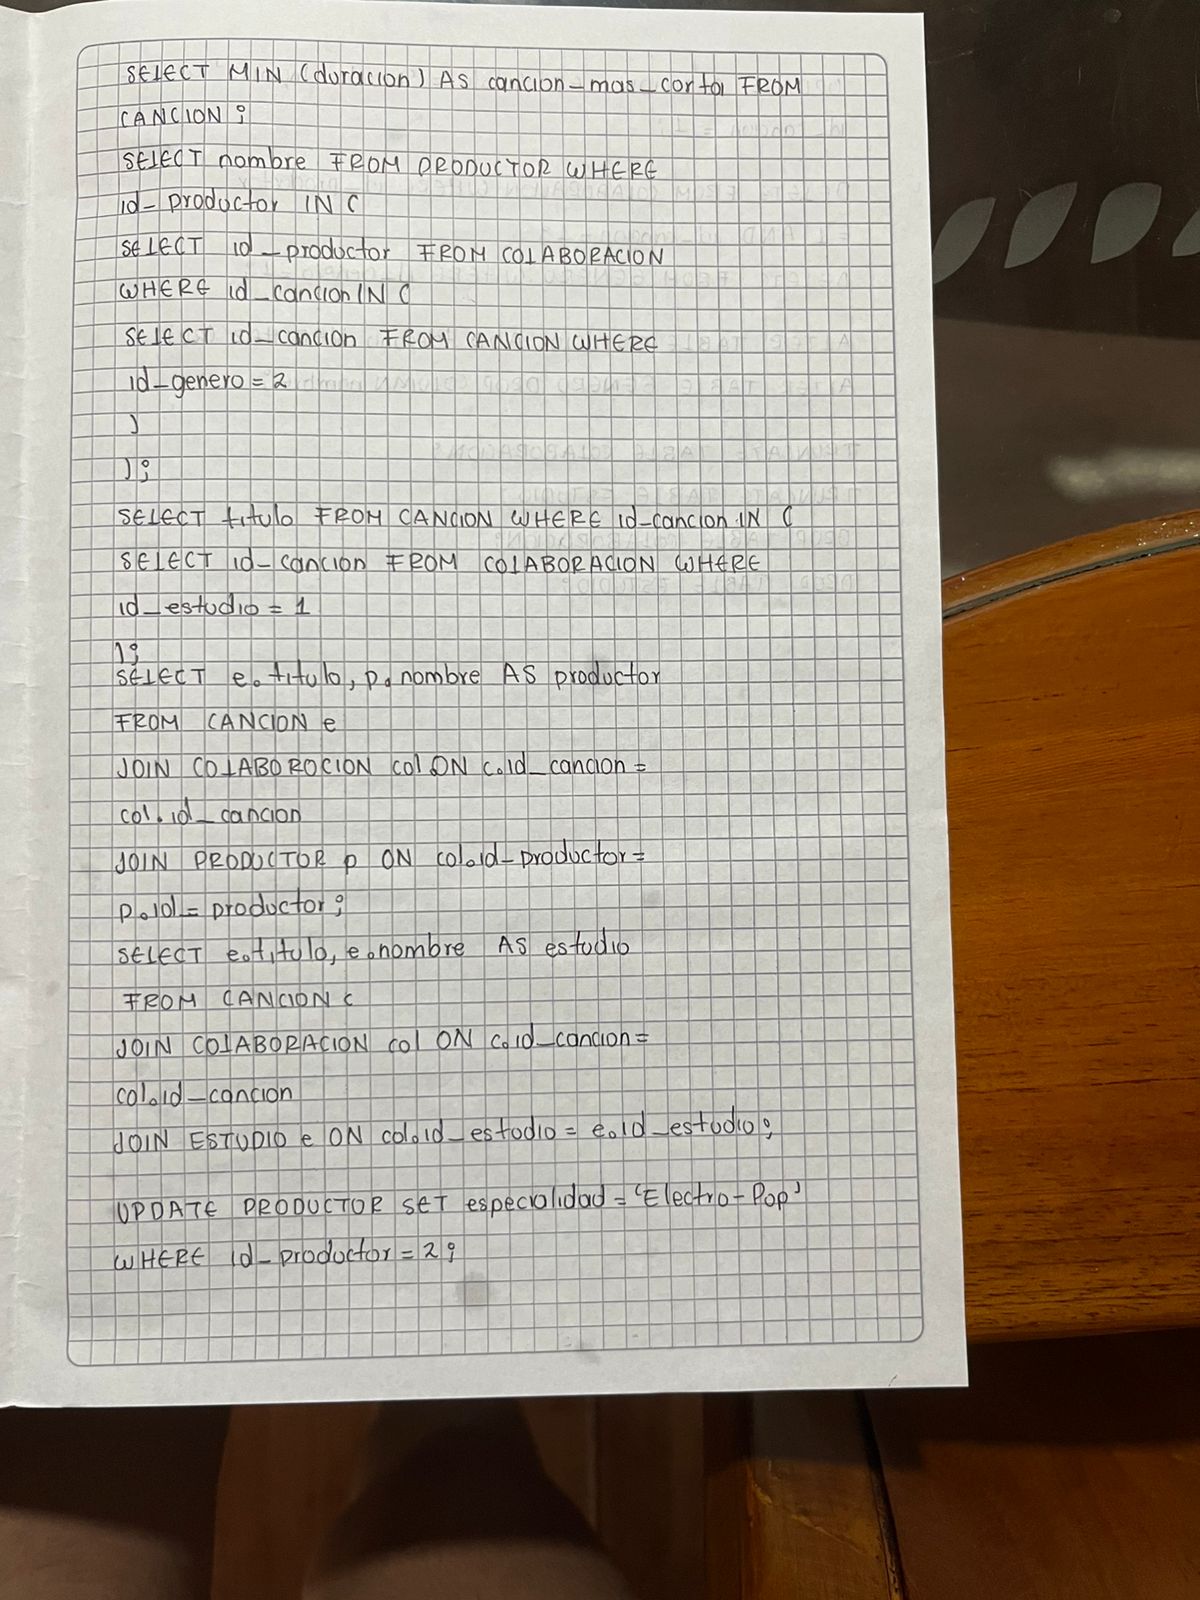 SELECT MIN (duracion) AS cancion_mas_corta FROM
CANCION ;
SELECT nombre FROM PRODUCTOR WHERE
id_productor IN (
SELECT id_productor FROM COLABORACION
WHERE id_cancion IN (
SELECT id_cancion FROM CANCION WHERE
id_genero = 2
)
);
SELECT titulo FROM CANCION WHERE id_cancion IN (
SELECT id_cancion FROM COLABORACION WHERE
id_estudio = 1
);
SELECT e.titulo, p.nombre AS productor
FROM CANCION e
JOIN COLABOROCION col ON c.id_cancion =
col.id_cancion
JOIN PRODUCTOR p ON col.id_productor =
p.id= productor ;
SELECT e.titulo, e.nombre AS estudio
FROM CANCION c
JOIN COLABORACION col ON c.id_cancion =
col.id_cancion
JOIN ESTUDIO e ON col.id_estudio = e.id_estudio ;
UPDATE PRODUCTOR SET especialidad = 'Electro-Pop'
WHERE id_productor = 2 ;